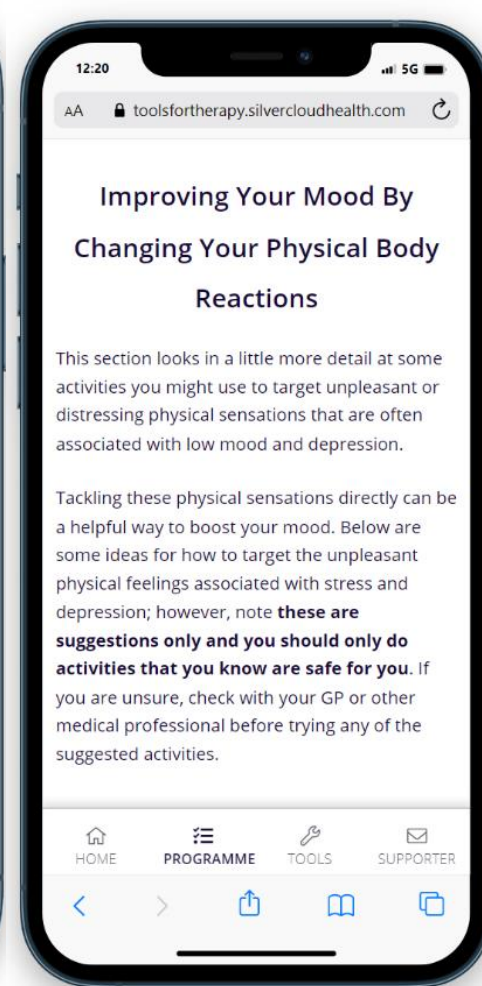 12:20
5G
AA toolsfortherapy.silvercloudhealth.com
Improving Your Mood By
Changing Your Physical Body
Reactions
This section looks in a little more detail at some
activities you might use to target unpleasant or
distressing physical sensations that are often
associated with low mood and depression.
Tackling these physical sensations directly can be
a helpful way to boost your mood. Below are
some ideas for how to target the unpleasant
physical feelings associated with stress and
depression; however, note these are
suggestions only and you should only do
activities that you know are safe for you. If
you are unsure, check with your GP or other
medical professional before trying any of the
suggested activities.
HOME PROGRAMME TOOLS SUPPORTER